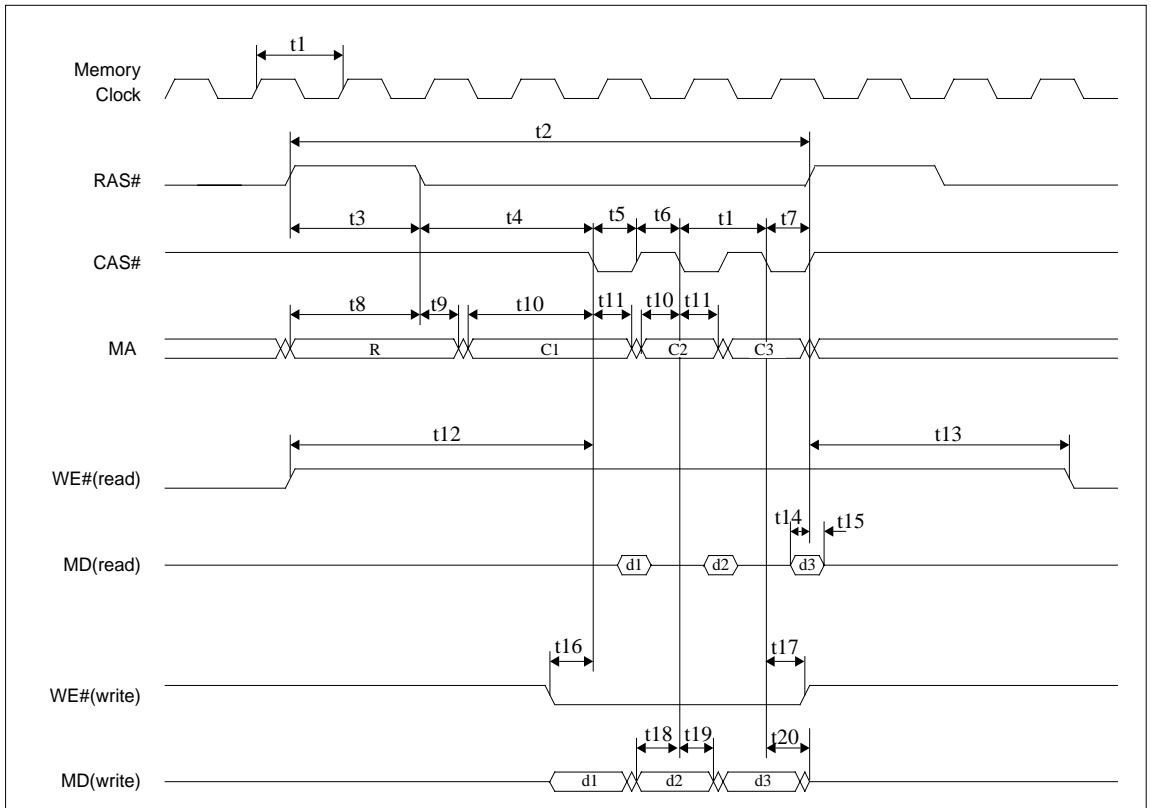 t1
Memory
Clock
t2
RAS#
t3 t4 t5 t6 t1 t7
CAS#
t8 t9 t10 t11 t10 t11
MA R C1 C2 C3
t12 t13
WE#(read)
t14 t15
MD(read) d1 d2 d3
t16 t17
WE#(write)
t18 t19 t20
MD(write) d1 d2 d3